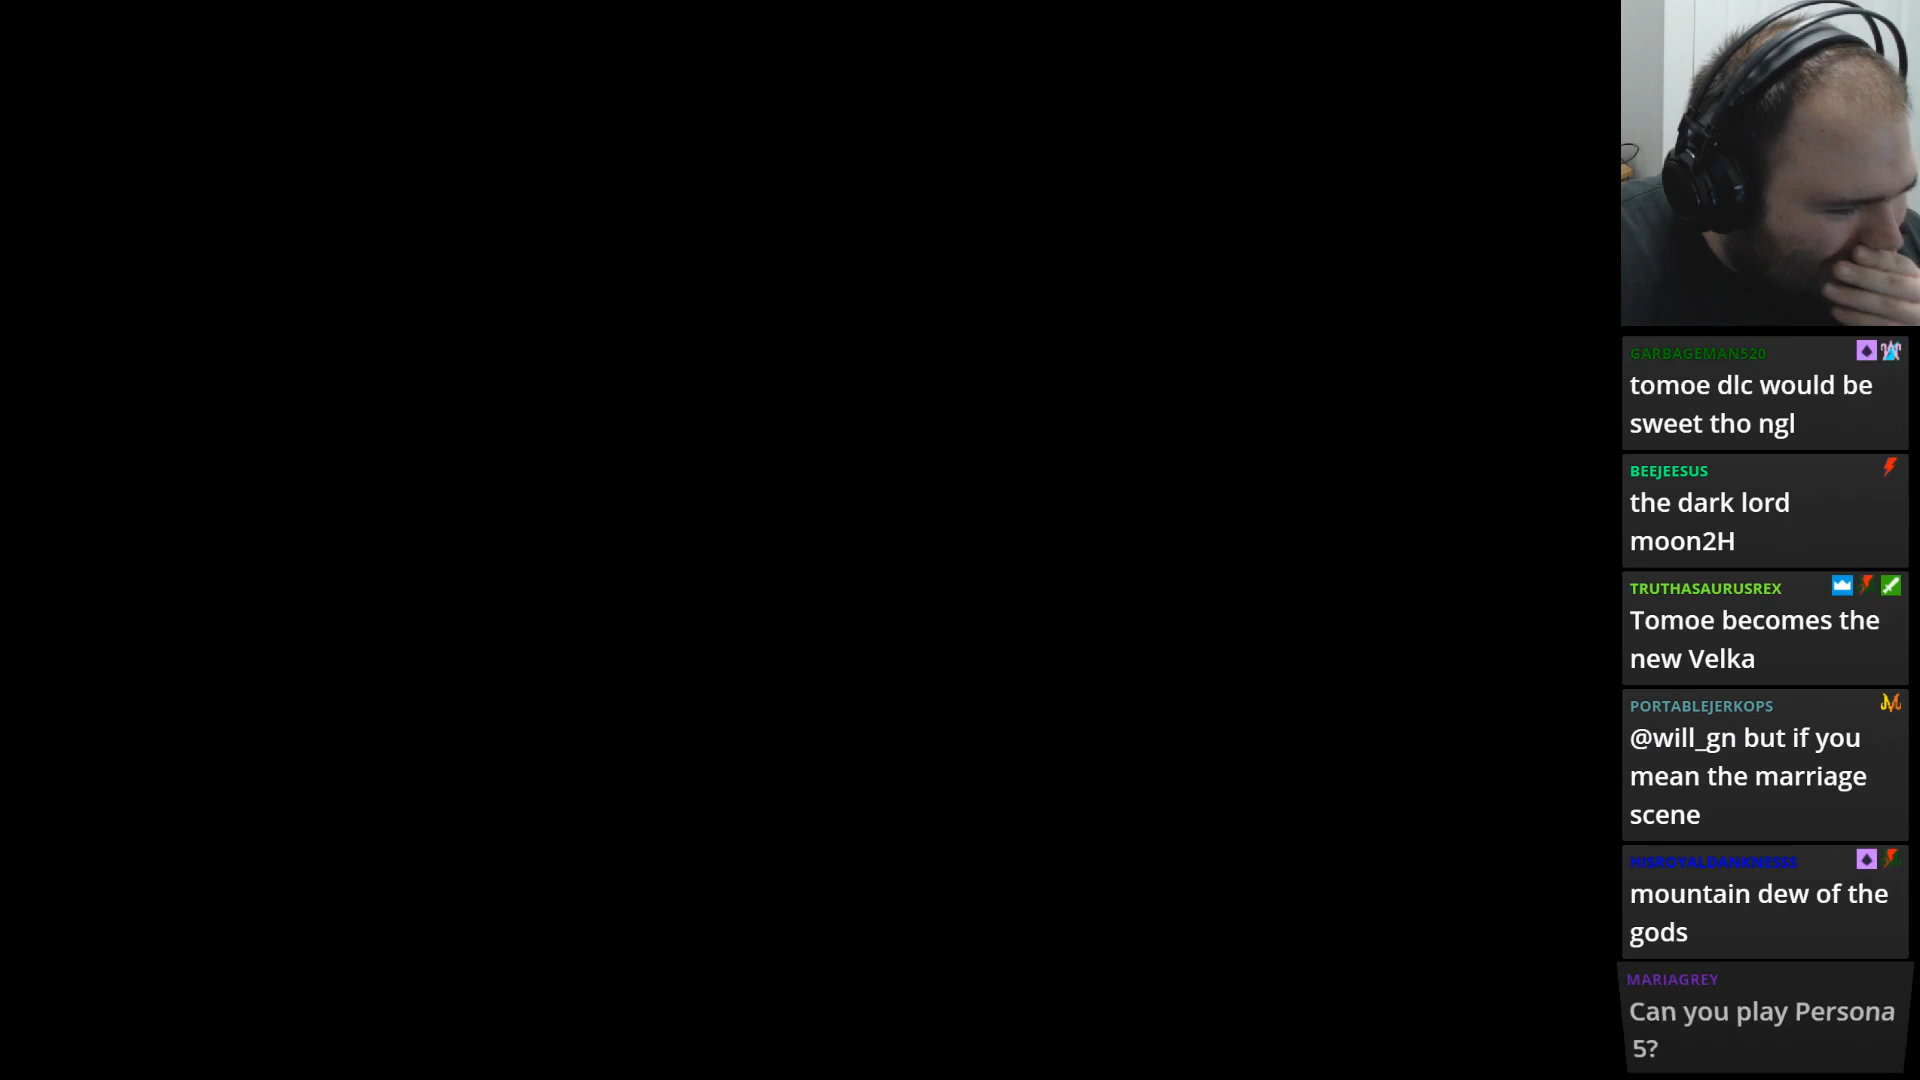 GARBAGEMAN520
tomoe dlc would be
sweet tho ngl
BEEJEESUS
the dark lord
moon2H
TRUTHASAURUSREX
Tomoe becomes the
new Velka
PORTABLEJERKOPS
@will_gn but if you
mean the marriage
scene
HISROYALDANKNESSS
mountain dew of the
gods
MARIAGREY
Can you play Persona
5?